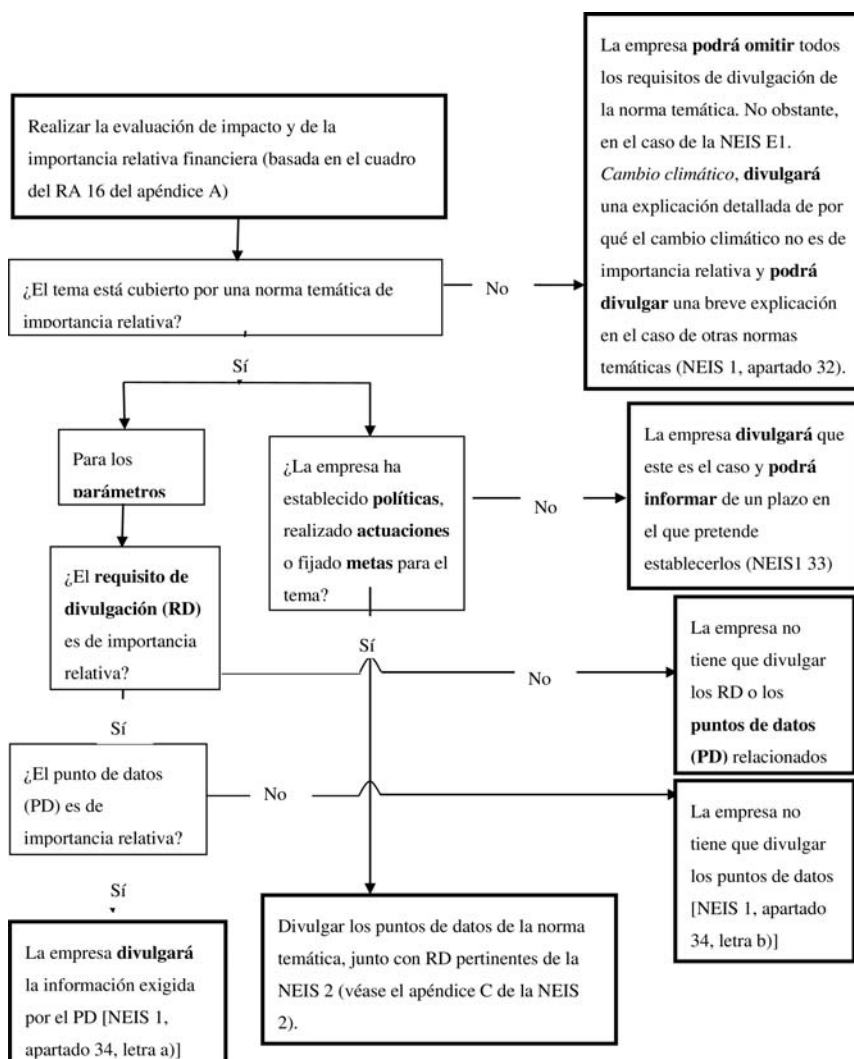 La empresa podrá omitir todos
los requisitos de divulgación de
la norma temática. No obstante,
en el caso de la NEIS E1.
Cambio climático, divulgará
una explicación detallada de por
qué el cambio climático no es de
importancia relativa y podrá
divulgar una breve explicación
en el caso de otras normas
temáticas (NEIS 1, apartado 32).
Realizar la evaluación de impacto y de la
importancia relativa financiera (basada en el cuadro
del RA 16 del apéndice A)
¿El tema está cubierto por una norma temática de
importancia relativa?
No
Sí
Para los
parámetros
¿La empresa ha
establecido políticas,
realizado actuaciones
o fijado metas para el
tema?
No
La empresa divulgará que
este es el caso y podrá
informar de un plazo en
el que pretende
establecerlos (NEIS1 33)
¿El requisito de
divulgación (RD)
es de importancia
relativa?
Sí
No
La empresa no
tiene que divulgar
los RD o los
puntos de datos
(PD) relacionados
Sí
¿El punto de datos
(PD) es de
importancia relativa?
No
La empresa no
tiene que divulgar
los puntos de datos
[NEIS 1, apartado
34, letra b)]
Sí
La empresa divulgará
la información exigida
por el PD [NEIS 1,
apartado 34, letra a)]
Divulgar los puntos de datos de la norma
temática, junto con RD pertinentes de la
NEIS 2 (véase el apéndice C de la NEIS
2).